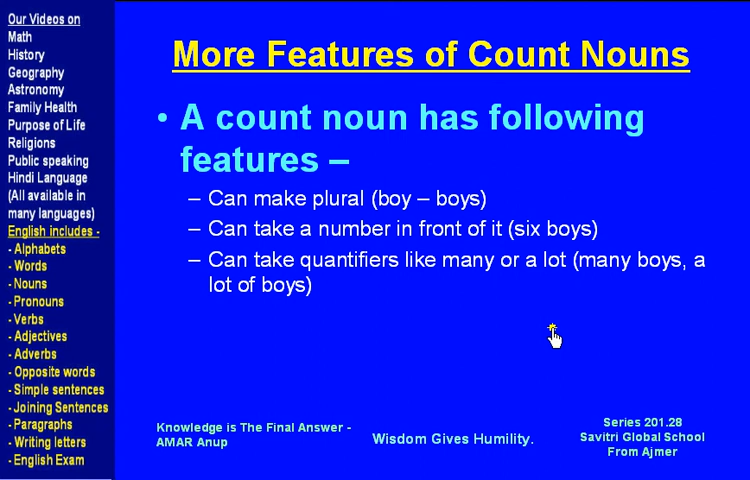 Our Videos on
Math
History
Geography
Astronomy
Family Health
Purpose of Life
Religions
Public speaking
Hindi Language
(All available in
many languages)
English includes -
- Alphabets
- Words
- Nouns
- Pronouns
- Verbs
- Adjectives
- Adverbs
- Opposite words
- Simple sentences
- Joining Sentences
- Paragraphs
- Writing letters
- English Exam
More Features of Count Nouns
• A count noun has following
features –
– Can make plural (boy – boys)
– Can take a number in front of it (six boys)
– Can take quantifiers like many or a lot (many boys, a
lot of boys)
Knowledge is The Final Answer -
AMAR Anup
Wisdom Gives Humility.
Series 201.28
Savitri Global School
From Ajmer